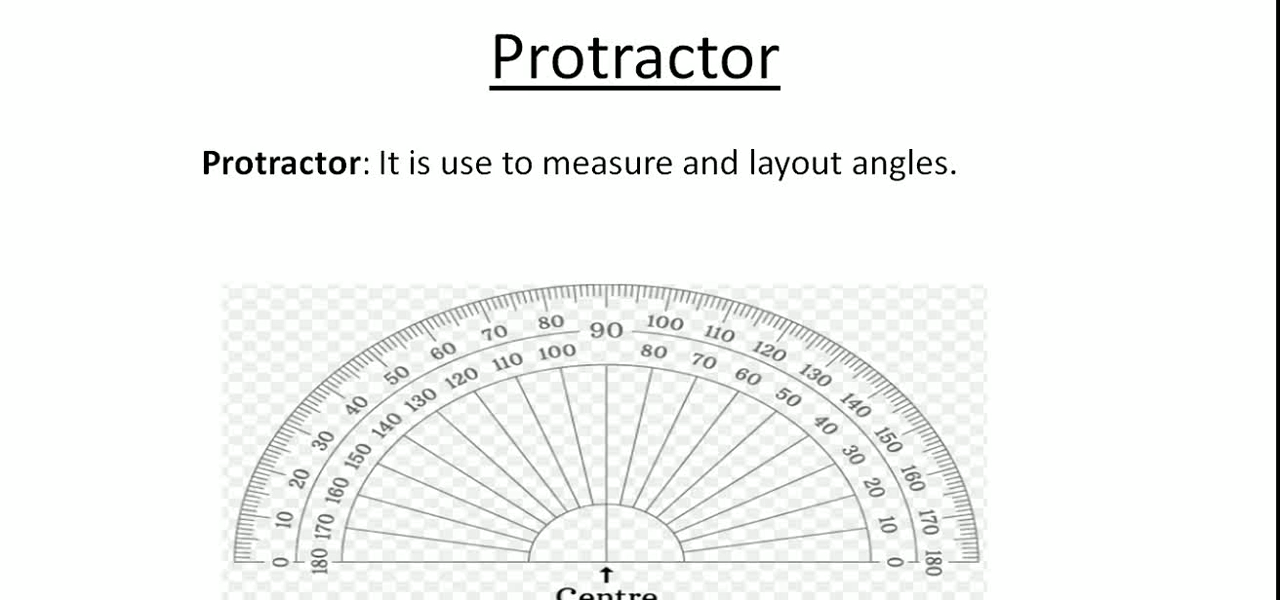 Protractor
Protractor: It is use to measure and layout angles.
0 10 20 30 40 50 60 70 80 90 100 110 120 130 140 150 160 170 180
180 170 160 150 140 130 120 110 100 80 70 60 50 40 30 20 10 0
Centre